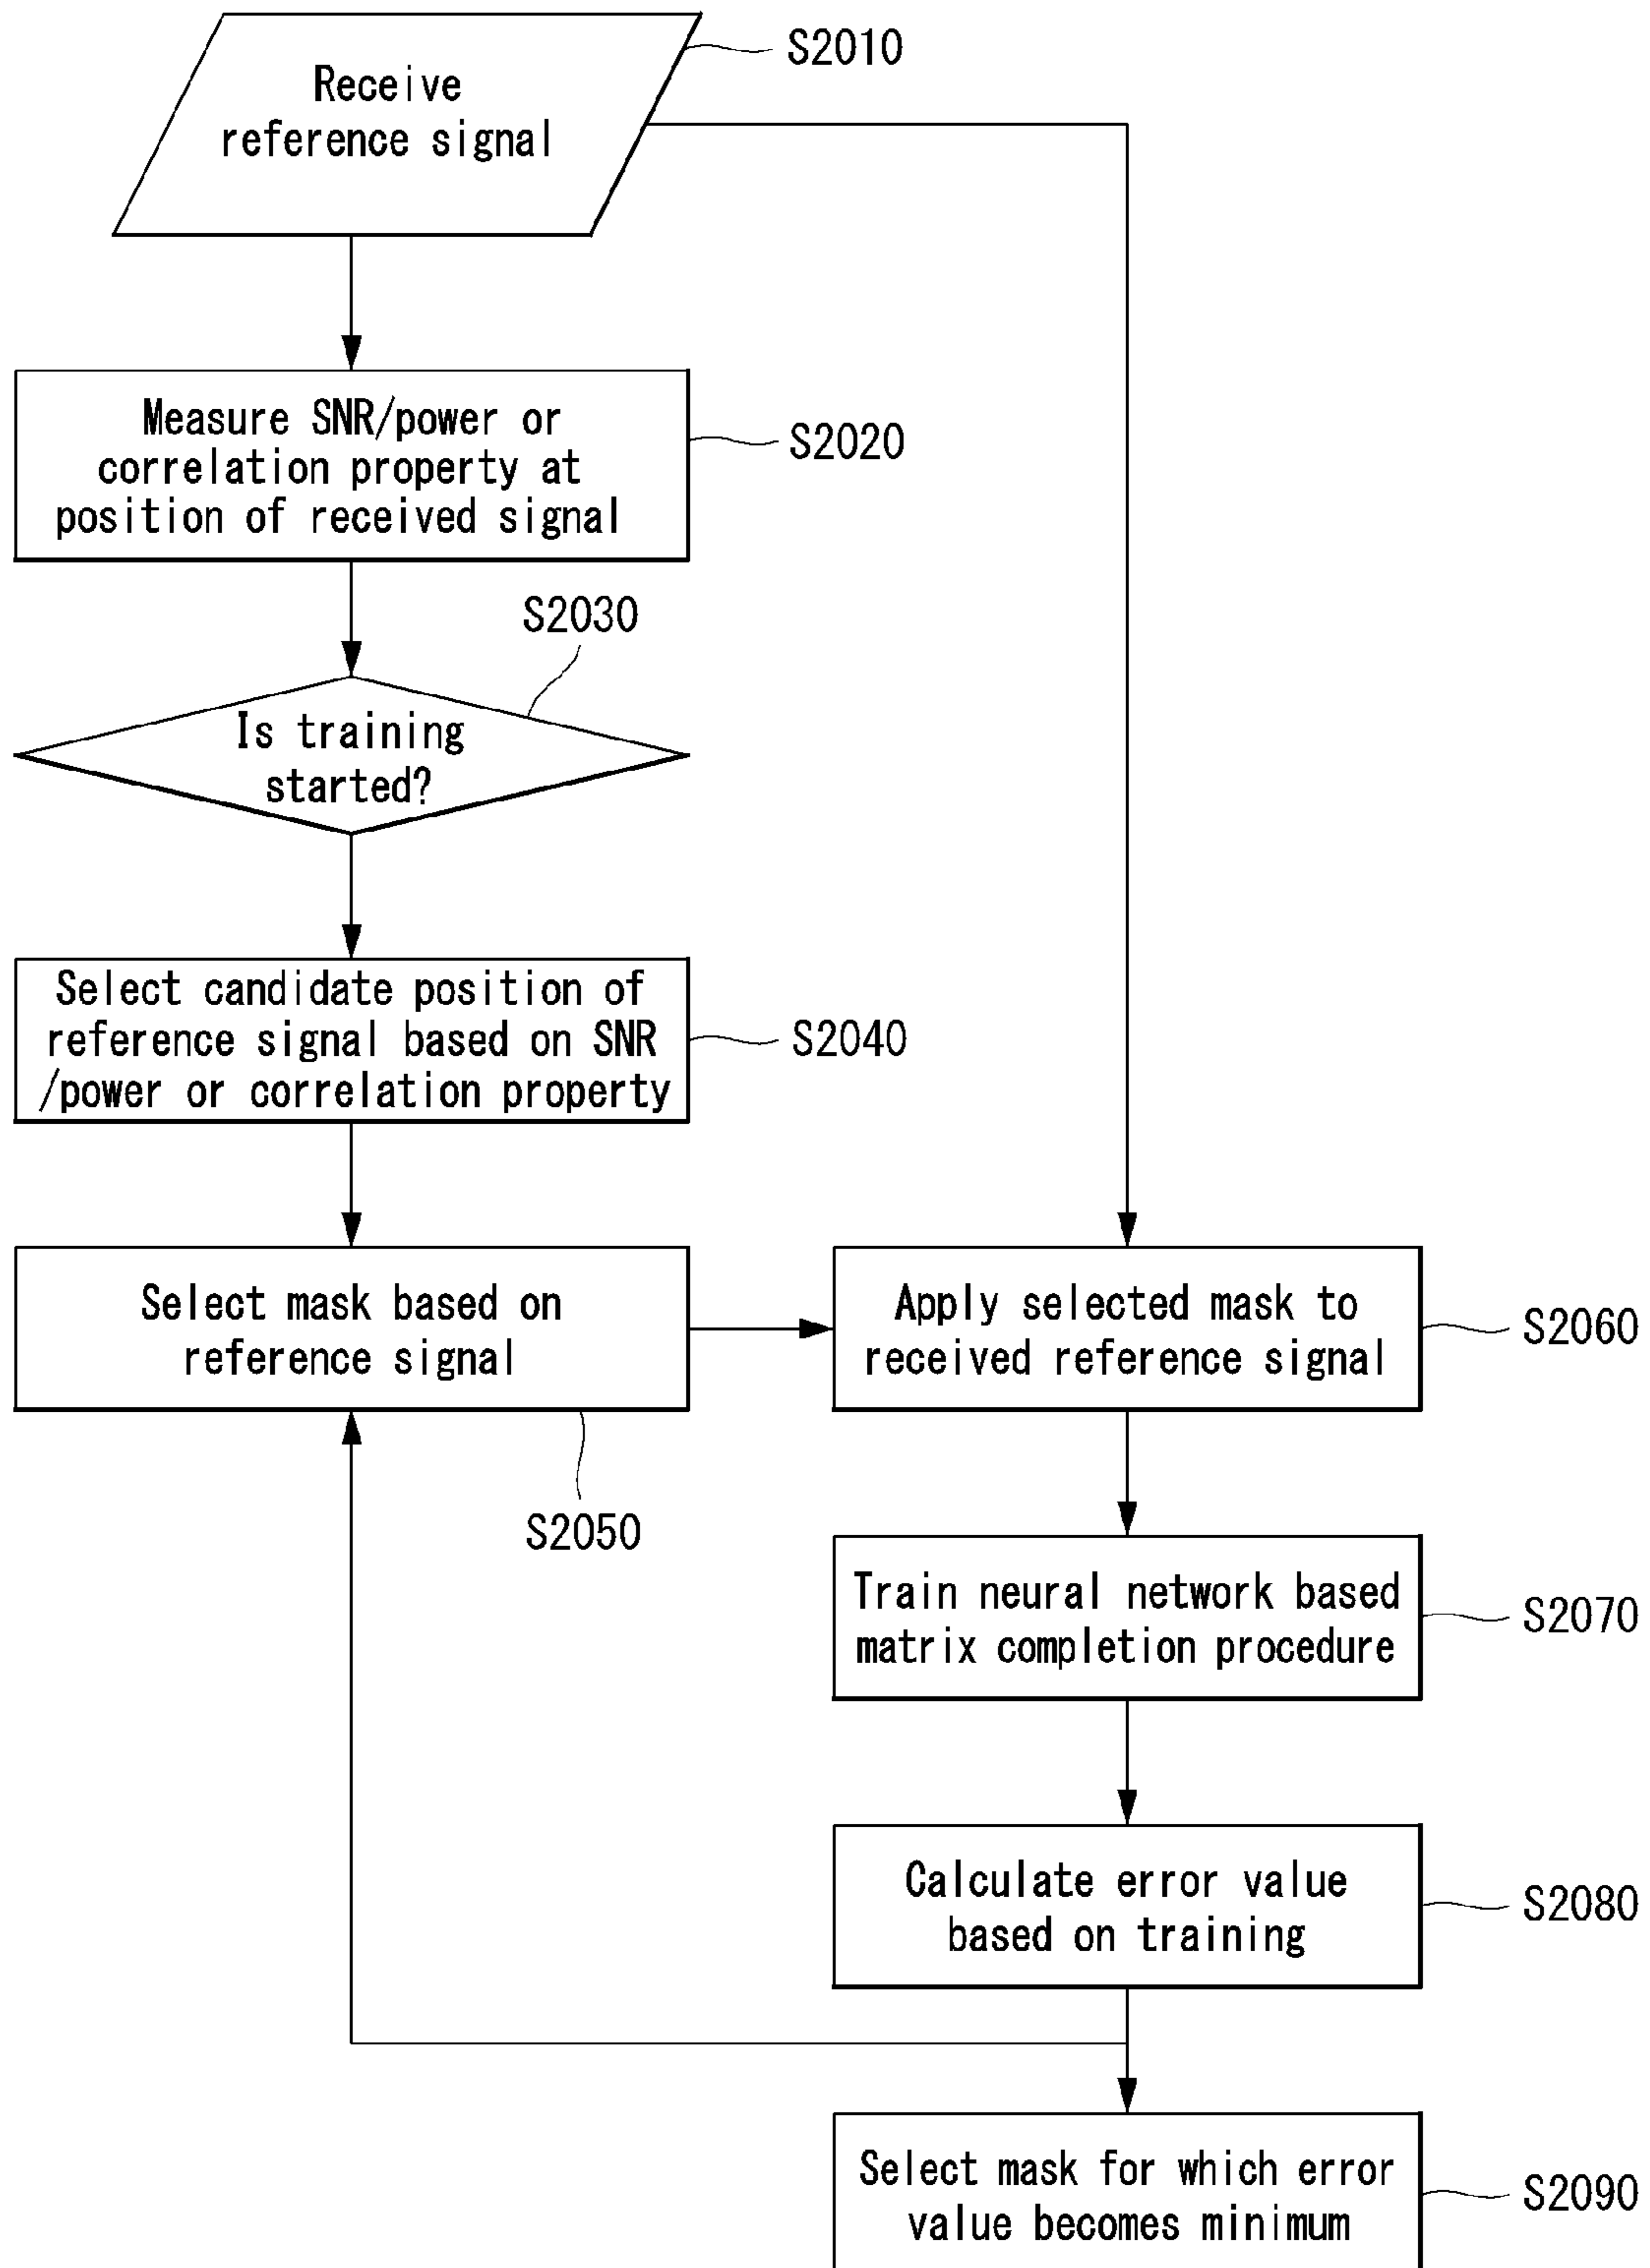 Receive
reference signal
S2010
Measure SNR/power or
correlation property at
position of received signal
S2020
S2030
Is training
started?
Select candidate position of
reference signal based on SNR
/power or correlation property
S2040
Select mask based on
reference signal
S2050
Apply selected mask to
received reference signal
S2060
Train neural network based
matrix completion procedure
S2070
Calculate error value
based on training
S2080
Select mask for which error
value becomes minimum
S2090